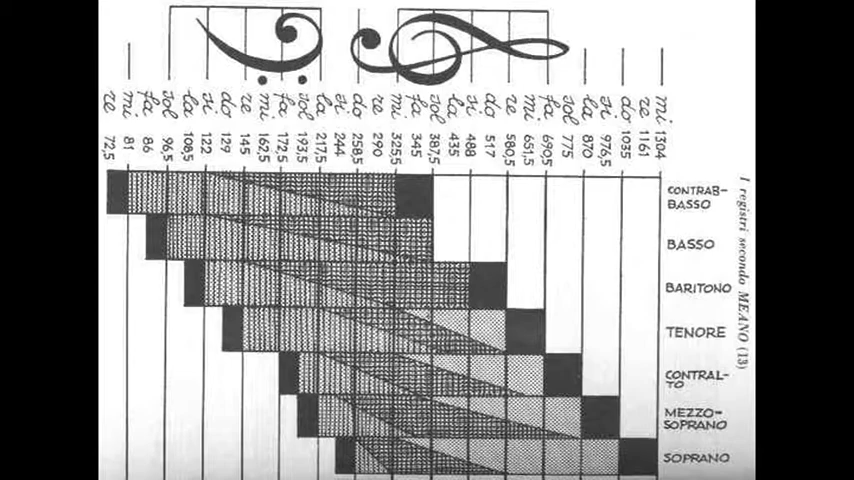 re mi fa sol la si do re mi fa sol la si do re mi fa sol la si do re mi fa sol la si do re mi
72,5 81 86 96,5 108,5 122 129 145 162,5 172,5 193,5 217,5 244 258,5 290 325,5 345 387,5 435 488 517 580,5 651,5 690,5 775 870 976,5 1035 1161 1304
CONTRAB-
BASSO
BASSO
BARITONO
TENORE
CONTRAL-
TO
MEZZO-
SOPRANO
SOPRANO
I registri secondo MEANO (13)